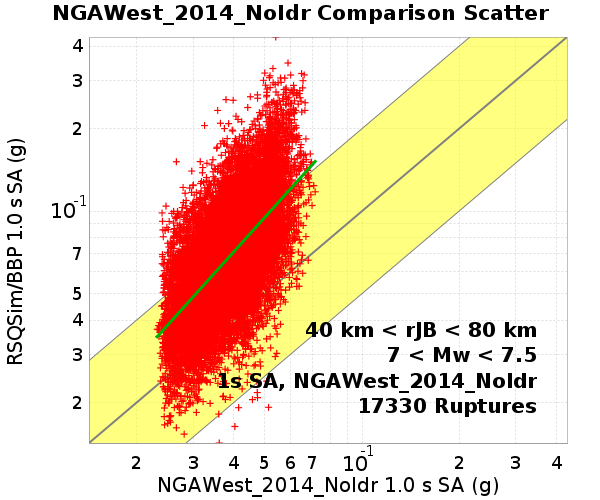 NGAWest_2014_NoIdr Comparison Scatter
RSQSim/BBP 1.0 s SA (g)
4
3
2
10^-1
7
5
4
3
2
40 km < rJB < 80 km
7 < Mw < 7.5
1s SA, NGAWest_2014_NoIdr
17330 Ruptures
2 3 4 5 6 7 10^-1 2 3 4
NGAWest_2014_NoIdr 1.0 s SA (g)